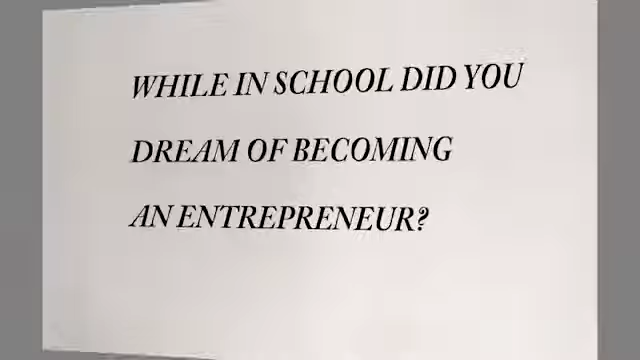 WHILE IN SCHOOL DID YOU
DREAM OF BECOMING
AN ENTREPRENEUR?